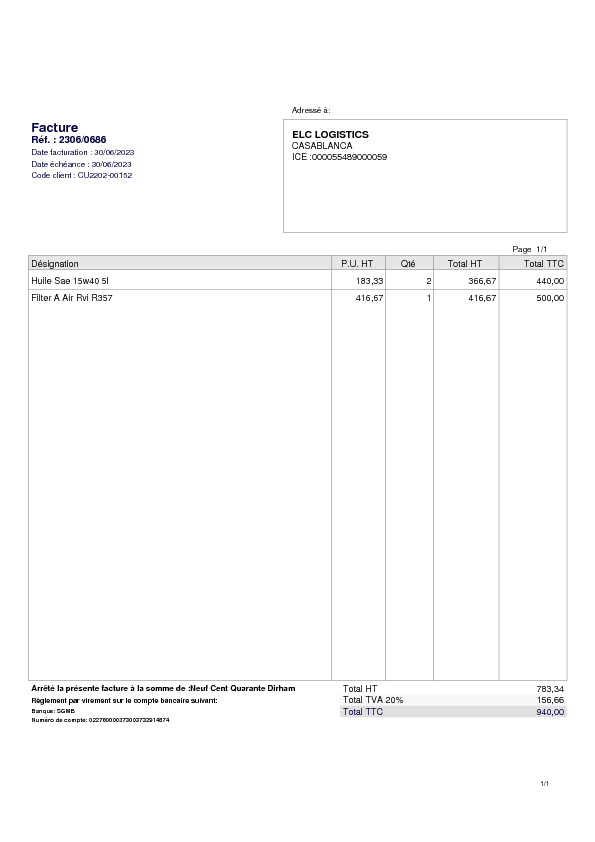 Adressé à:
Facture
Réf. : 2306/0686
Date facturation : 30/06/2023
Date échéance : 30/06/2023
Code client : CU2202-00152
ELC LOGISTICS
CASABLANCA
ICE :000055489000059
Page 1/1
Désignation P.U. HT Qté Total HT Total TTC
Huile Sae 15w40 5l 183,33 2 366,67 440,00
Filter A Air Rvi R357 416,67 1 416,67 500,00
Arrêté la présente facture à la somme de :Neuf Cent Quarante Dirham
Règlement par virement sur le compte bancaire suivant:
Banque: SGMB
Numéro de compte:
Total HT 783,34
Total TVA 20% 156,66
Total TTC 940,00
1/1